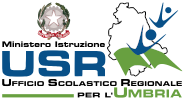 Ministero Istruzione
USR
Ufficio Scolastico Regionale
per l'Umbria